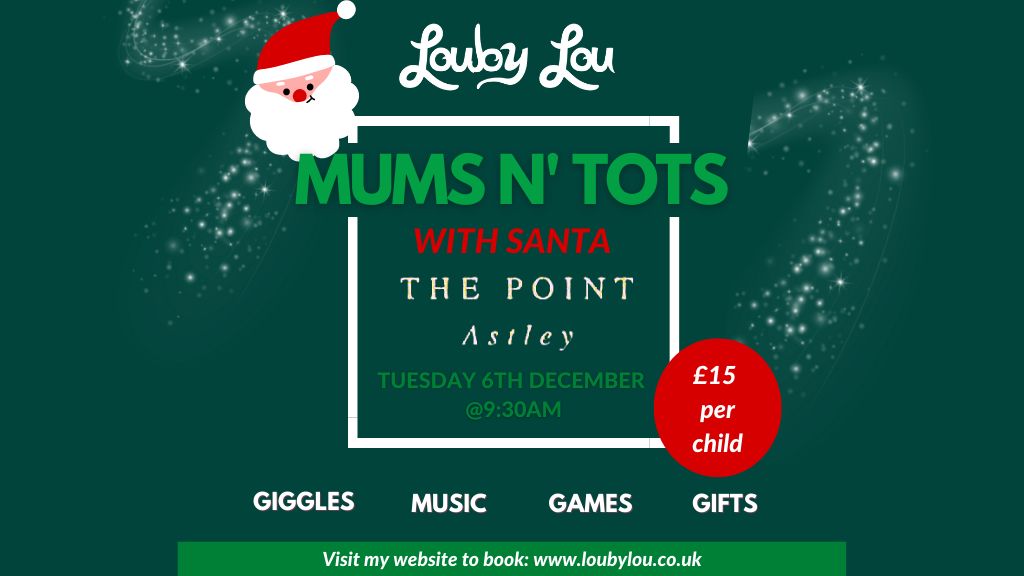 Louby Lou
MUMS N' TOTS
WITH SANTA
THE POINT
Astley
TUESDAY 6TH DECEMBER
@9:30AM
£15
per
child
GIGGLES MUSIC GAMES GIFTS
Visit my website to book: www.loubylou.co.uk